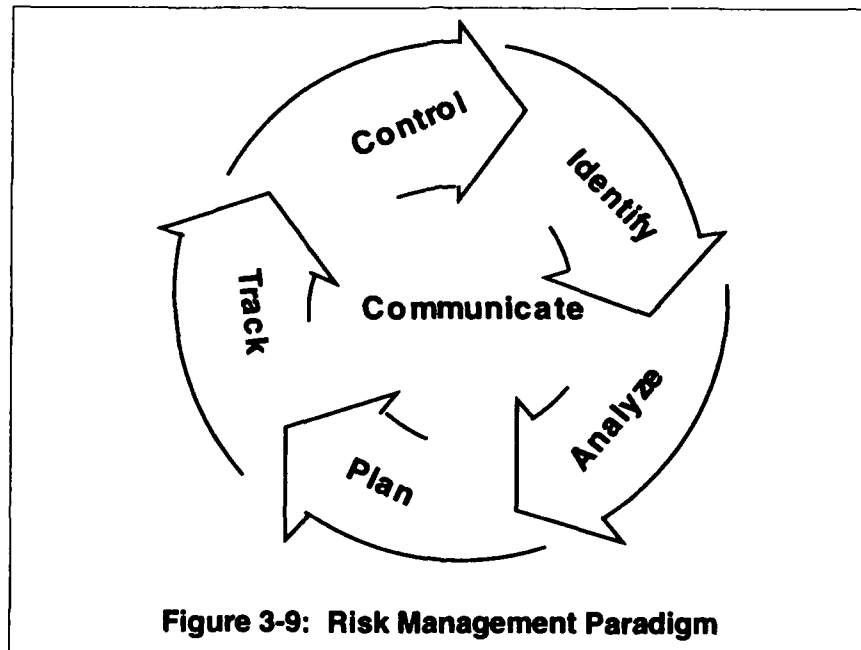 Control
Identify
Track
Communicate
Analyze
Plan
Figure 3-9: Risk Management Paradigm